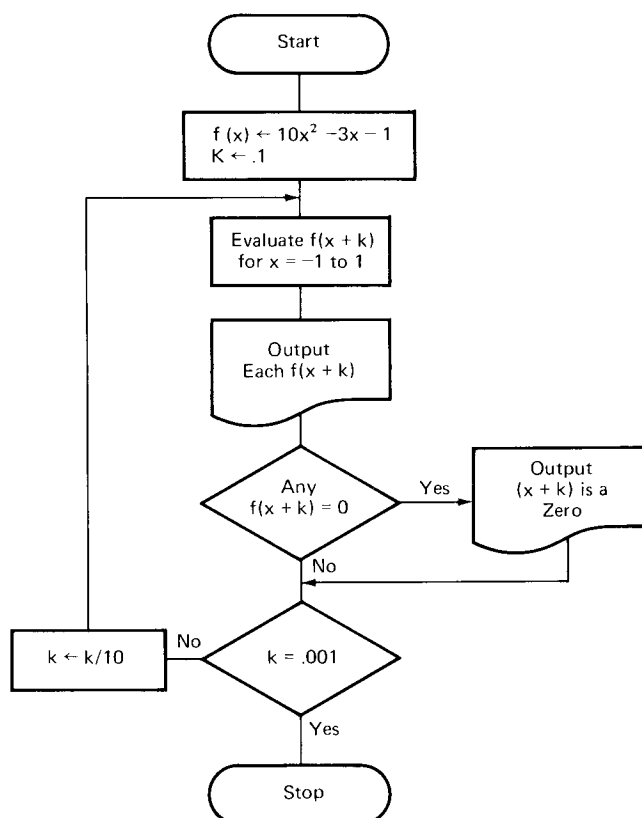 Start
f (x) ← 10x² −3x − 1
K ← .1
Evaluate f(x + k)
for x = −1 to 1
Output
Each f(x + k)
Any
f(x + k) = 0
Yes
Output
(x + k) is a
Zero
No
k ← k/10
No
k = .001
Yes
Stop